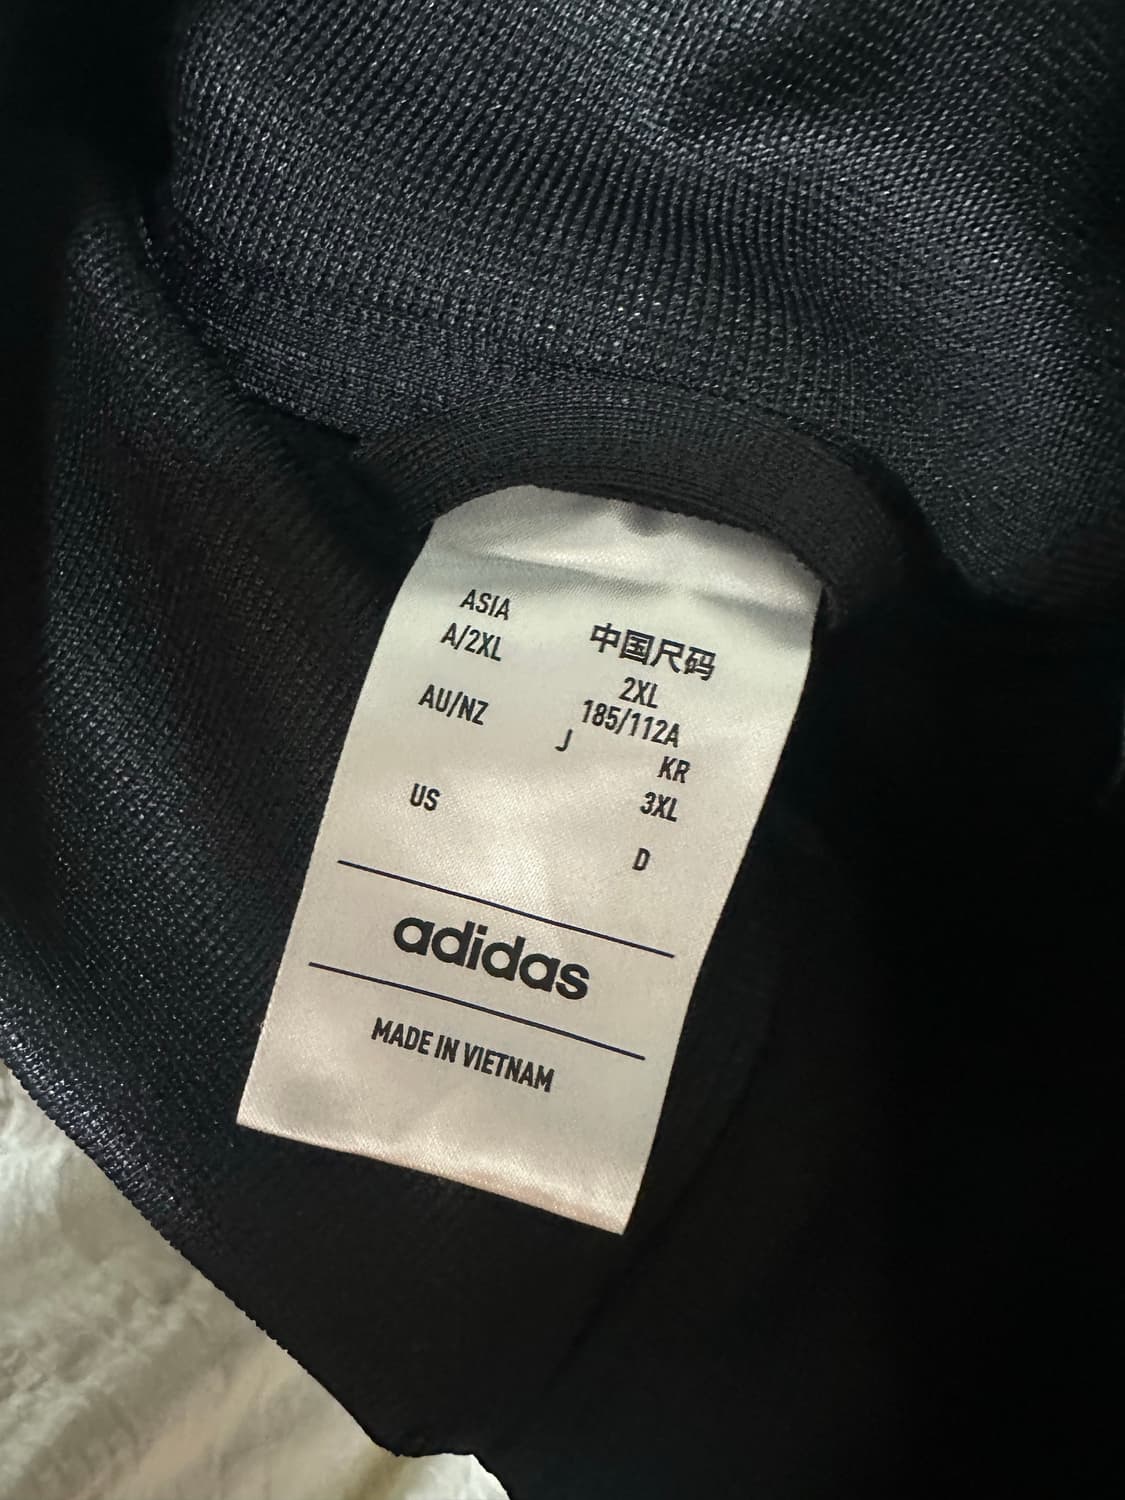 ASIA
A/2XL
中国尺码
2XL
185/112A
AU/NZ
J
KR
3XL
US
D
adidas
MADE IN VIETNAM